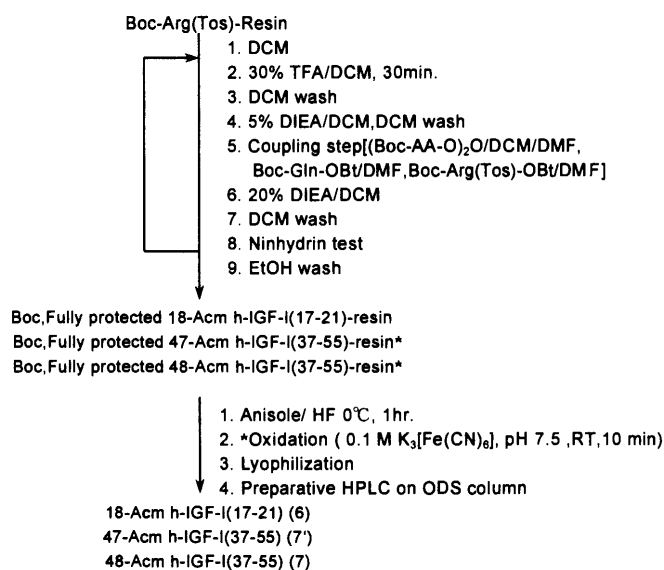 Boc-Arg(Tos)-Resin
1. DCM
2. 30% TFA/DCM, 30min.
3. DCM wash
4. 5% DIEA/DCM,DCM wash
5. Coupling step[(Boc-AA-O)₂O/DCM/DMF,
Boc-Gln-OBt/DMF,Boc-Arg(Tos)-OBt/DMF]
6. 20% DIEA/DCM
7. DCM wash
8. Ninhydrin test
9. EtOH wash
Boc,Fully protected 18-Acm h-IGF-I(17-21)-resin
Boc,Fully protected 47-Acm h-IGF-I(37-55)-resin*
Boc,Fully protected 48-Acm h-IGF-I(37-55)-resin*
1. Anisole/ HF 0℃, 1hr.
2. *Oxidation ( 0.1 M K₃[Fe(CN)₆], pH 7.5 ,RT,10 min)
3. Lyophilization
4. Preparative HPLC on ODS column
18-Acm h-IGF-I(17-21) (6)
47-Acm h-IGF-I(37-55) (7')
48-Acm h-IGF-I(37-55) (7)